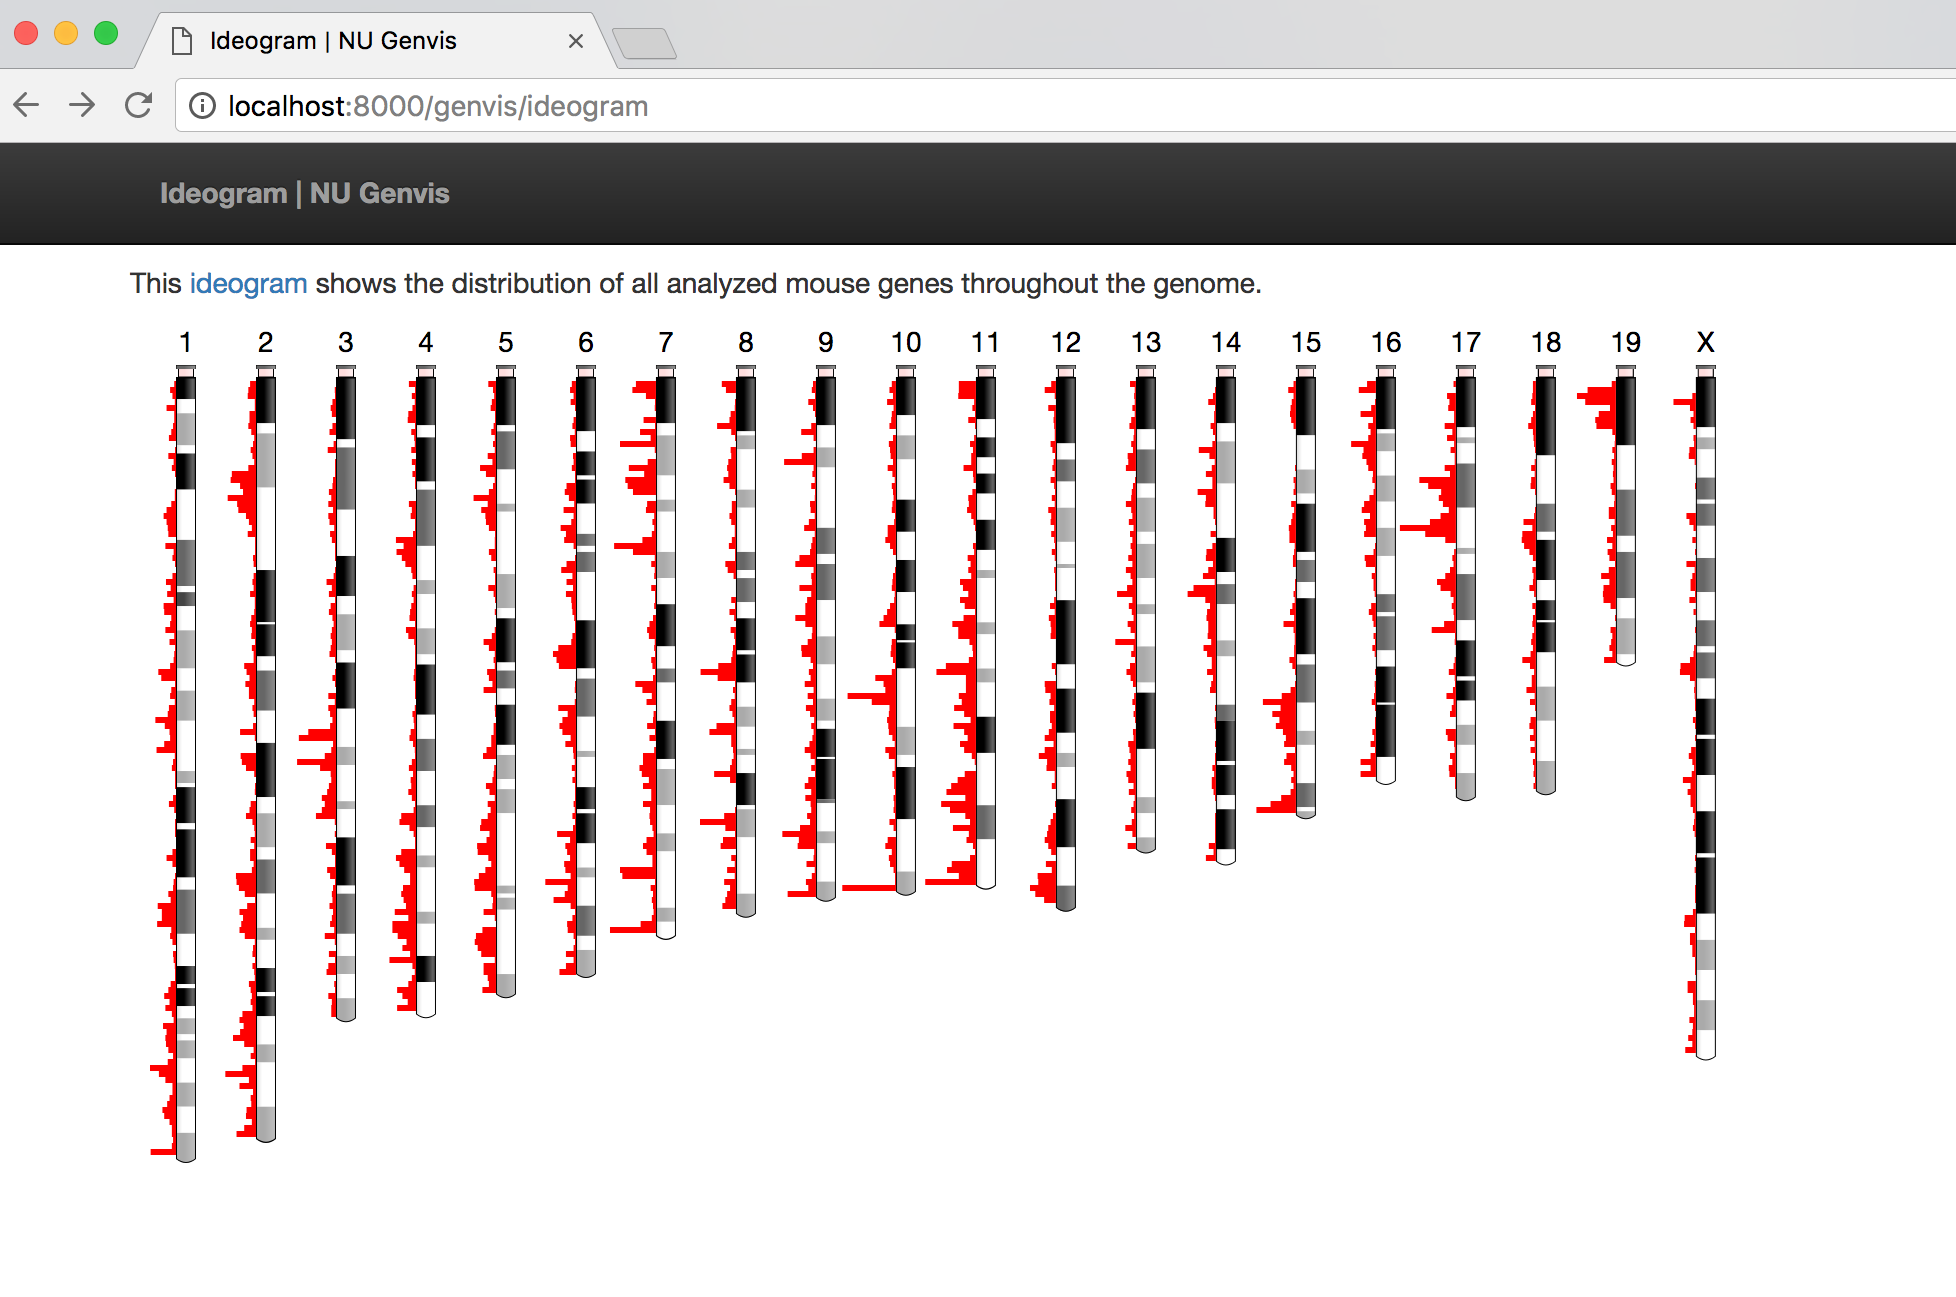 Ideogram | NU Genvis
localhost:8000/genvis/ideogram
Ideogram | NU Genvis
This ideogram shows the distribution of all analyzed mouse genes throughout the genome.
1 2 3 4 5 6 7 8 9 10 11 12 13 14 15 16 17 18 19 X